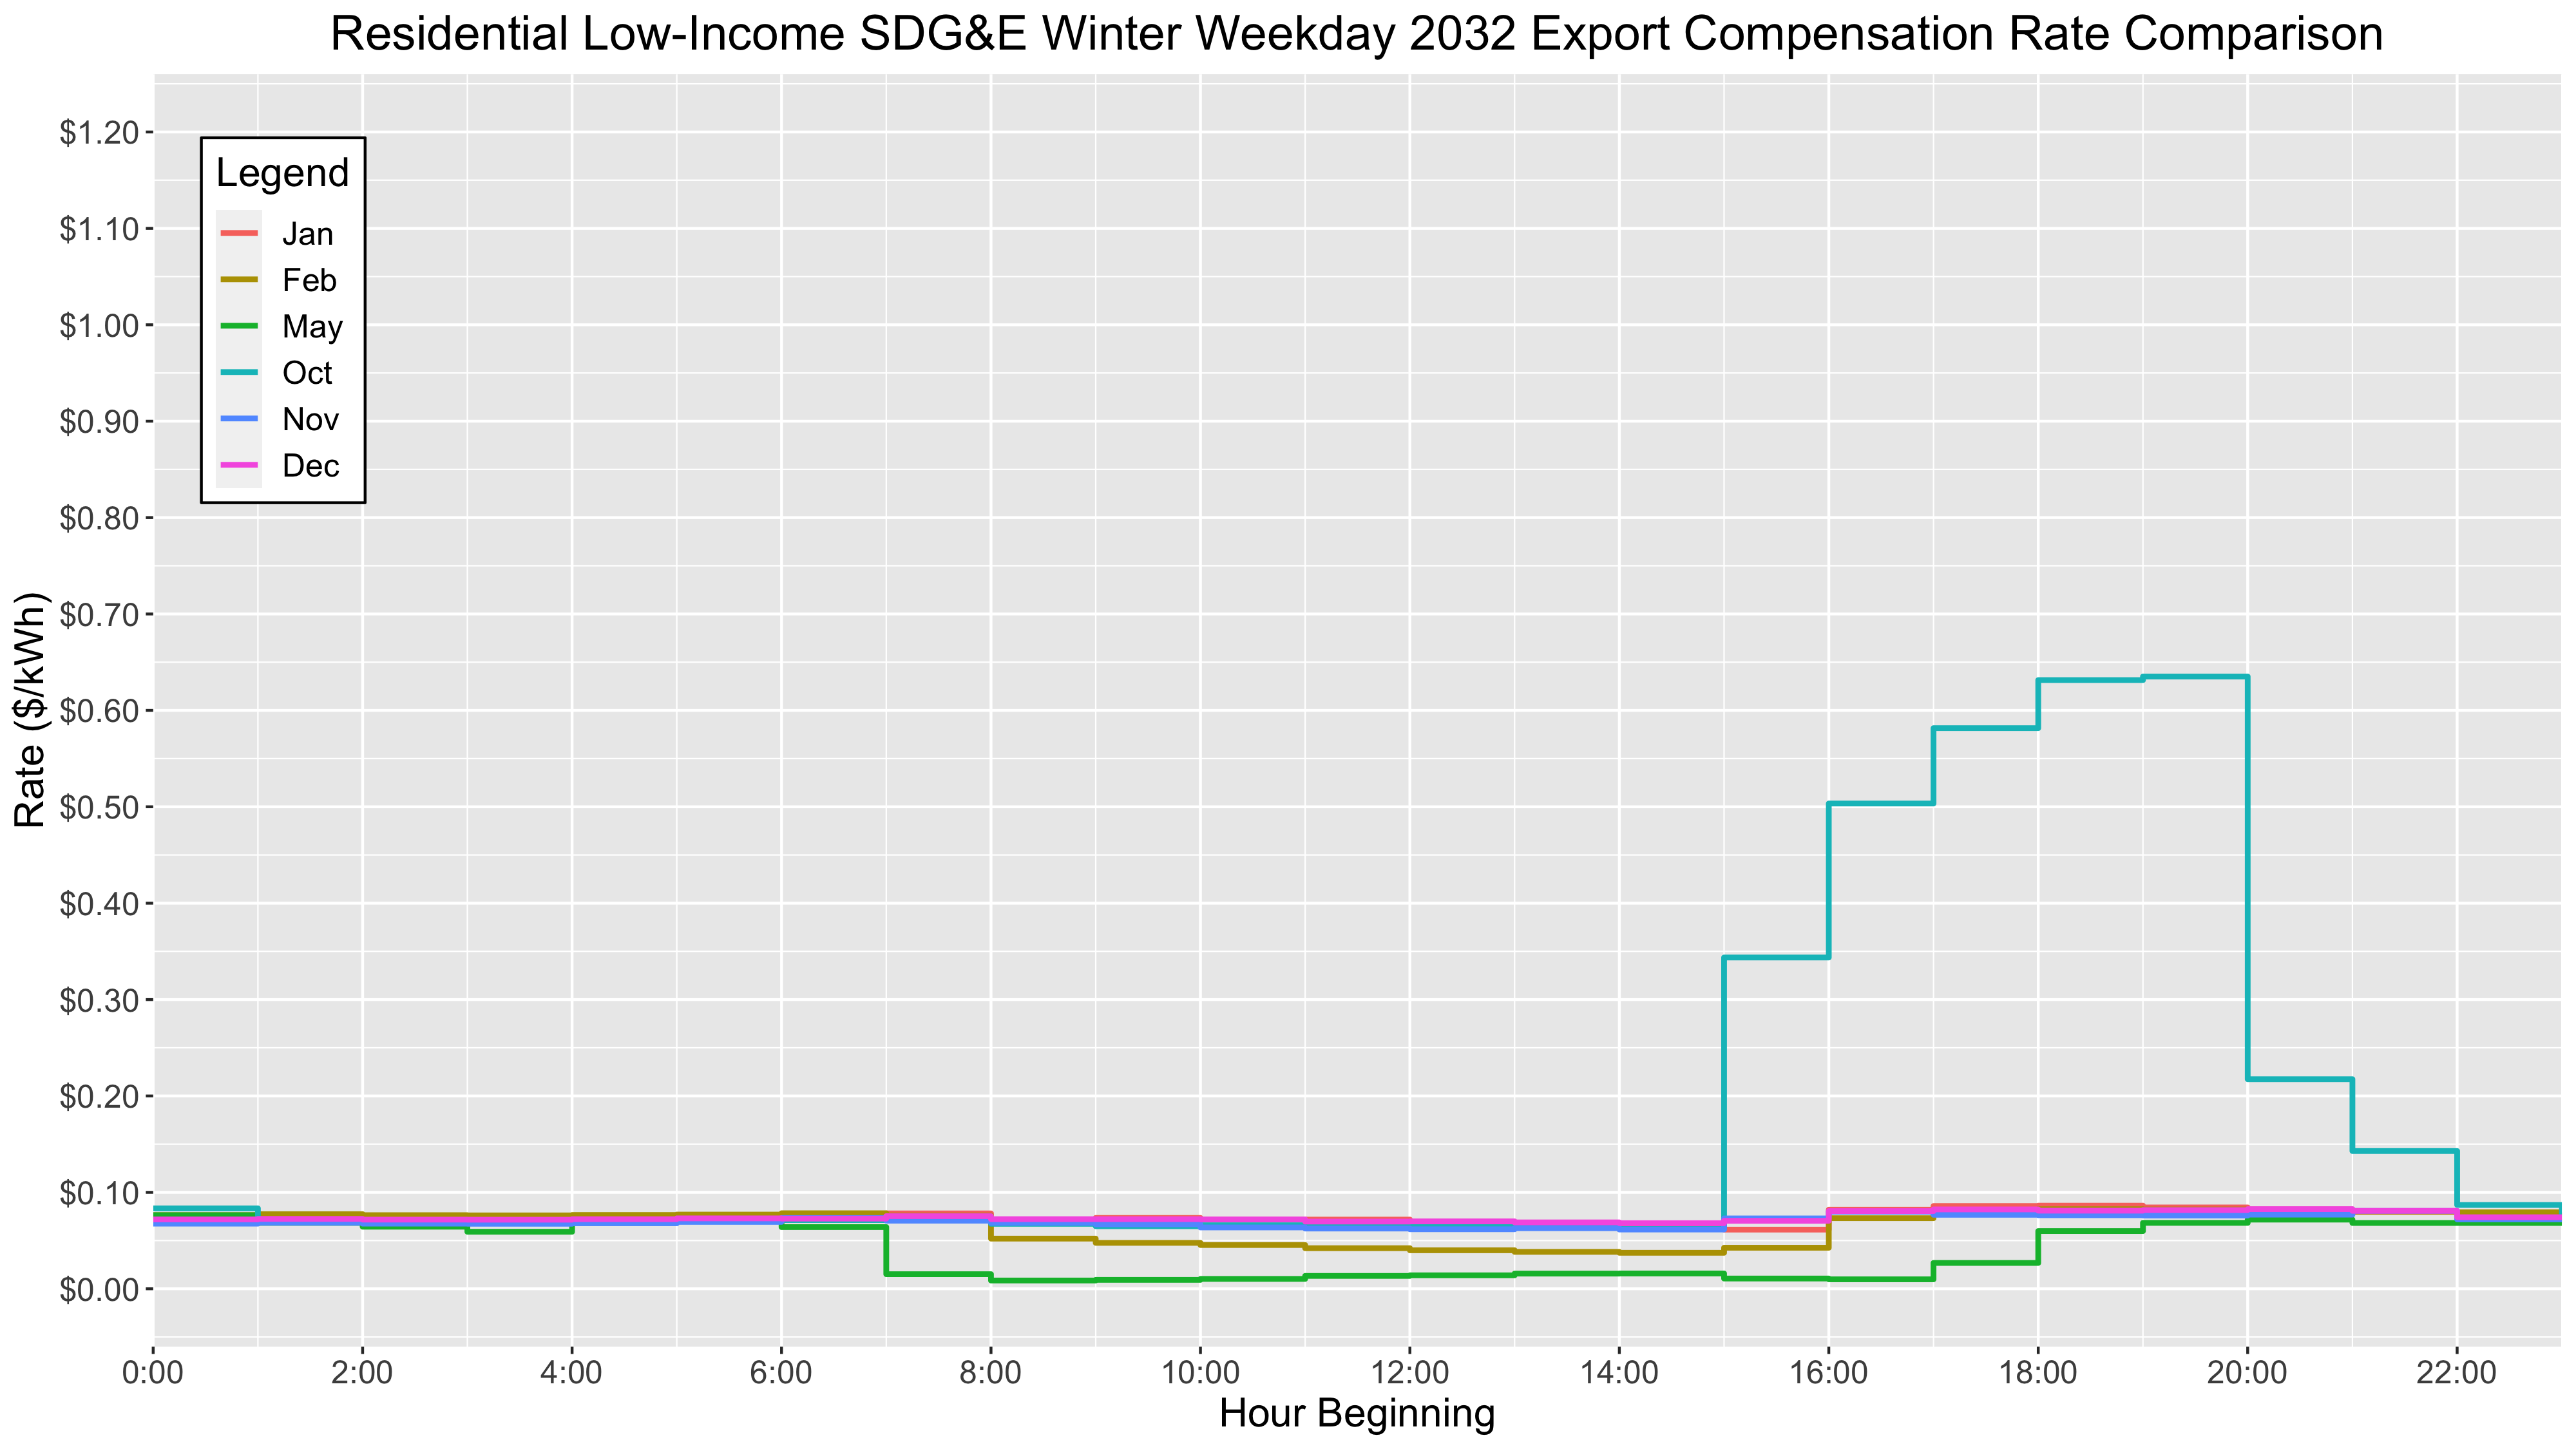 Residential Low-Income SDG&E Winter Weekday 2032 Export Compensation Rate Comparison
$1.20
$1.10
$1.00
$0.90
$0.80
$0.70
$0.60
$0.50
$0.40
$0.30
$0.20
$0.10
$0.00
Rate ($/kWh)
Legend
Jan
Feb
May
Oct
Nov
Dec
0:00 2:00 4:00 6:00 8:00 10:00 12:00 14:00 16:00 18:00 20:00 22:00
Hour Beginning